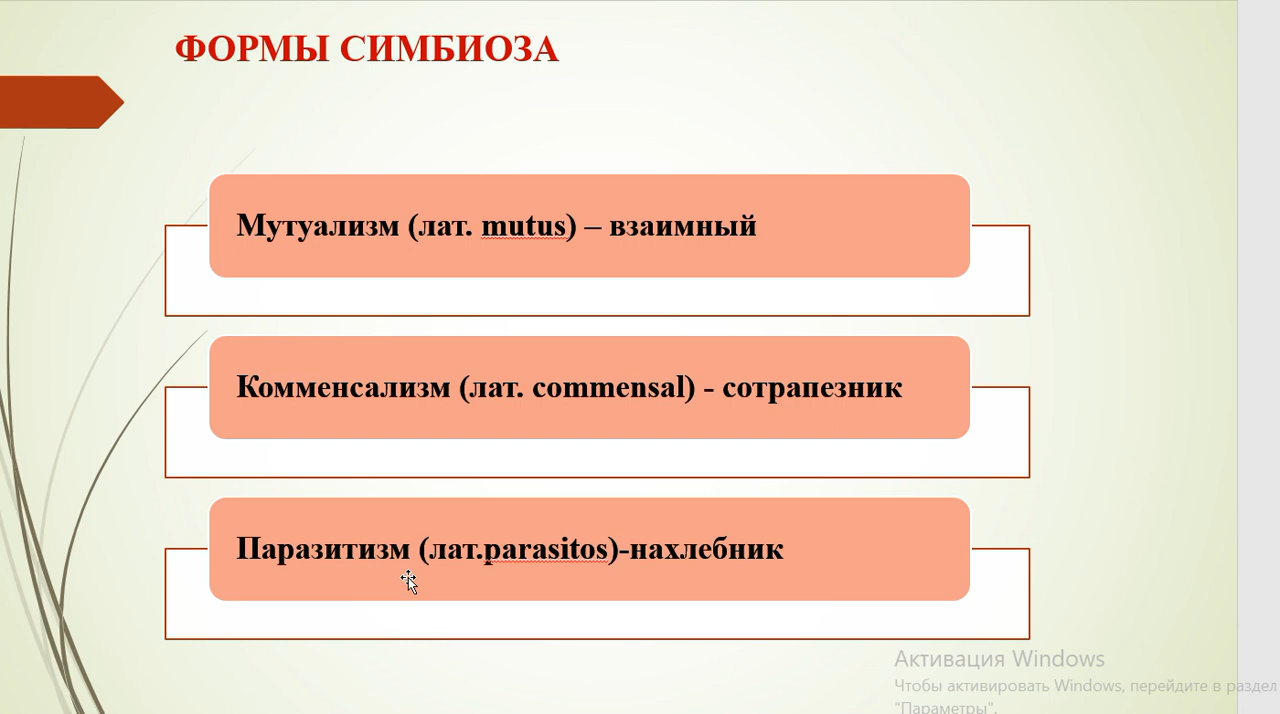 ФОРМЫ СИМБИОЗА
Мутуализм (лат. mutus) – взаимный
Комменсализм (лат. commensal) - сотрапезник
Паразитизм (лат.parasitos)-нахлебник
Активация Windows
Чтобы активировать Windows, перейдите в раздел
"Параметры".